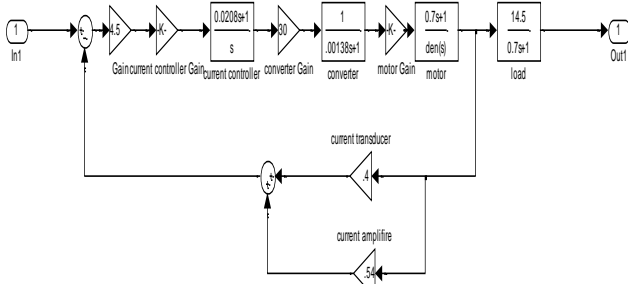 1
In1
4.5
Gain
-K-
current controller Gain
0.0208s+1
s
current controller
30
converter Gain
1
.00138s+1
converter
-K-
motor Gain
0.7s+1
den(s)
motor
14.5
0.7s+1
load
1
Out1
current transducer
.4
current amplifire
.54